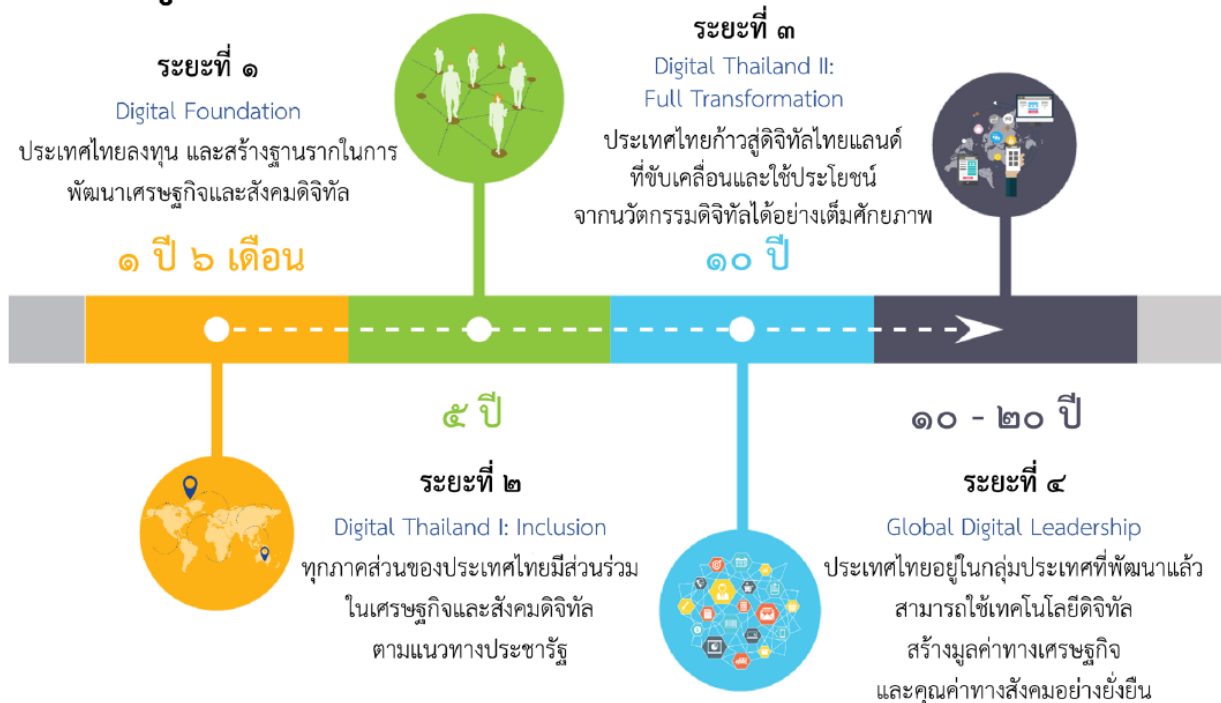 ระยะที่ ๑
Digital Foundation
ประเทศไทยลงทุน และสร้างฐานรากในการ
พัฒนาเศรษฐกิจและสังคมดิจิทัล
๑ ปี ๖ เดือน
๕ ปี
ระยะที่ ๒
Digital Thailand I: Inclusion
ทุกภาคส่วนของประเทศไทยมีส่วนร่วม
ในเศรษฐกิจและสังคมดิจิทัล
ตามแนวทางประชารัฐ
ระยะที่ ๓
Digital Thailand II:
Full Transformation
ประเทศไทยก้าวสู่ดิจิทัลไทยแลนด์
ที่ขับเคลื่อนและใช้ประโยชน์
จากนวัตกรรมดิจิทัลได้อย่างเต็มศักยภาพ
๑๐ ปี
๑๐ - ๒๐ ปี
ระยะที่ ๔
Global Digital Leadership
ประเทศไทยอยู่ในกลุ่มประเทศที่พัฒนาแล้ว
สามารถใช้เทคโนโลยีดิจิทัล
สร้างมูลค่าทางเศรษฐกิจ
และคุณค่าทางสังคมอย่างยั่งยืน